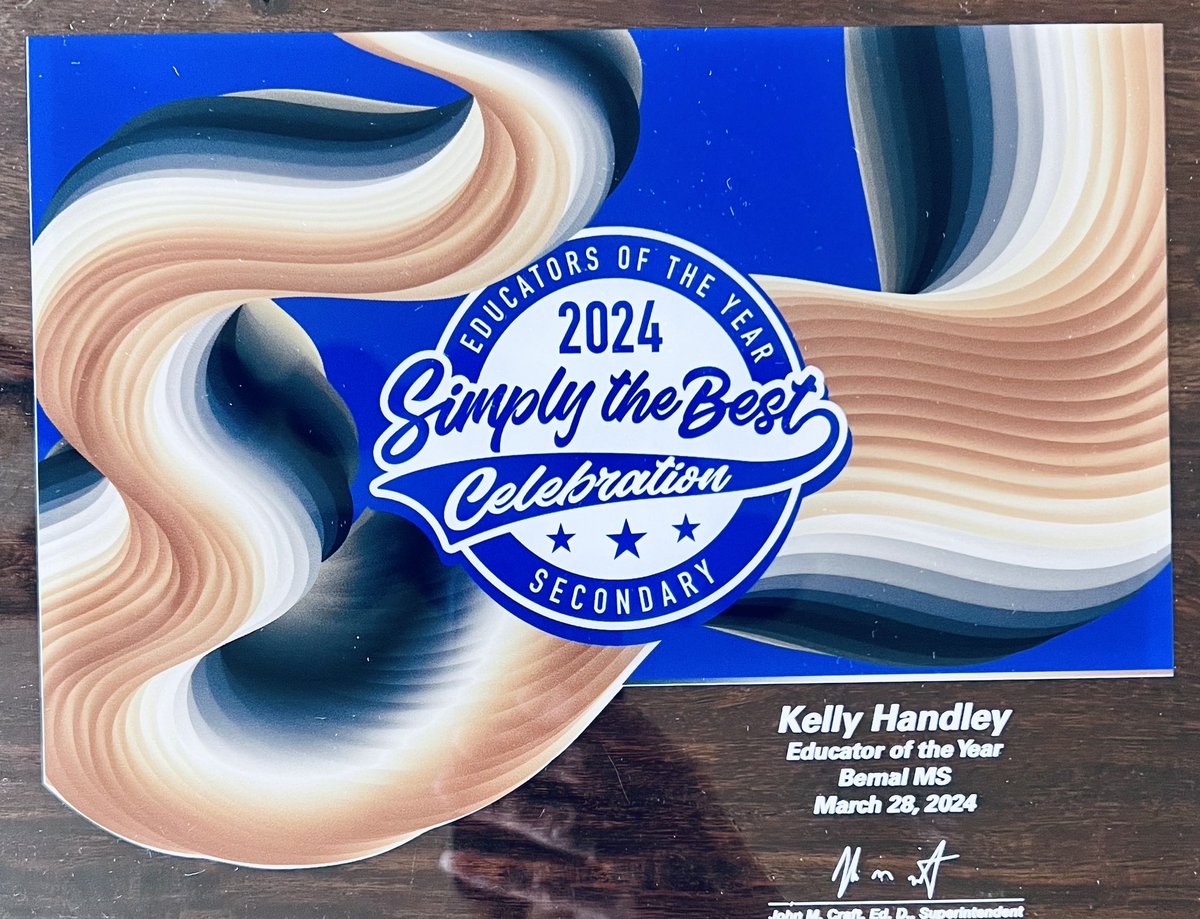 EDUCATORS OF THE YEAR
2024
Simply the Best
Celebration
SECONDARY
Kelly Handley
Educator of the Year
Bernal MS
March 28, 2024
John M. Craft, Ed. D., Superintendent